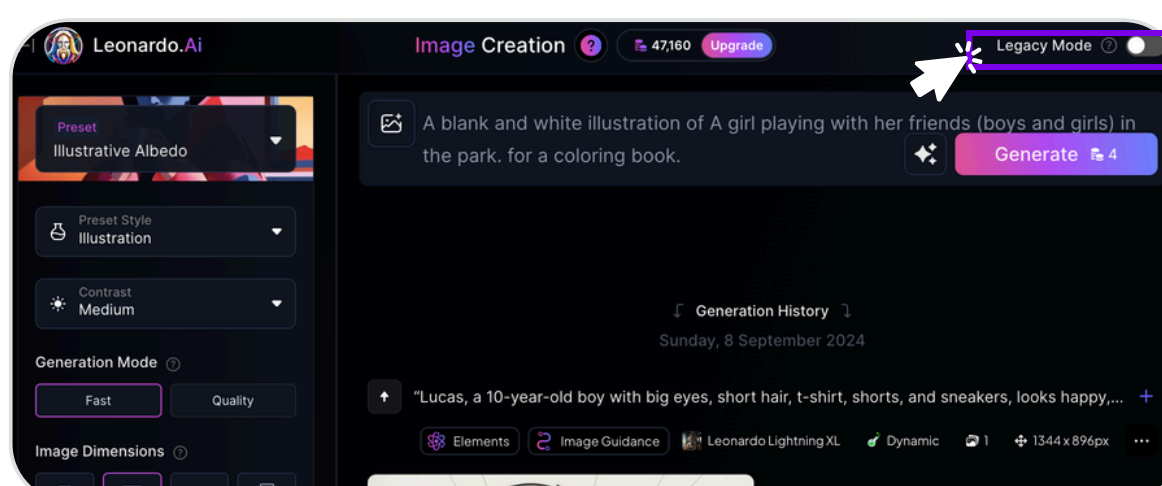 Leonardo.Ai
Image Creation ? 47,160 Upgrade
Legacy Mode ?
Preset
Illustrative Albedo
A blank and white illustration of A girl playing with her friends (boys and girls) in
the park. for a coloring book.
Generate 4
Preset Style
Illustration
Contrast
Medium
Generation Mode ?
Fast Quality
Image Dimensions ?
Generation History
Sunday, 8 September 2024
“Lucas, a 10-year-old boy with big eyes, short hair, t-shirt, shorts, and sneakers, looks happy,... +
Elements Image Guidance Leonardo Lightning XL Dynamic 1 1344 x 896px ...